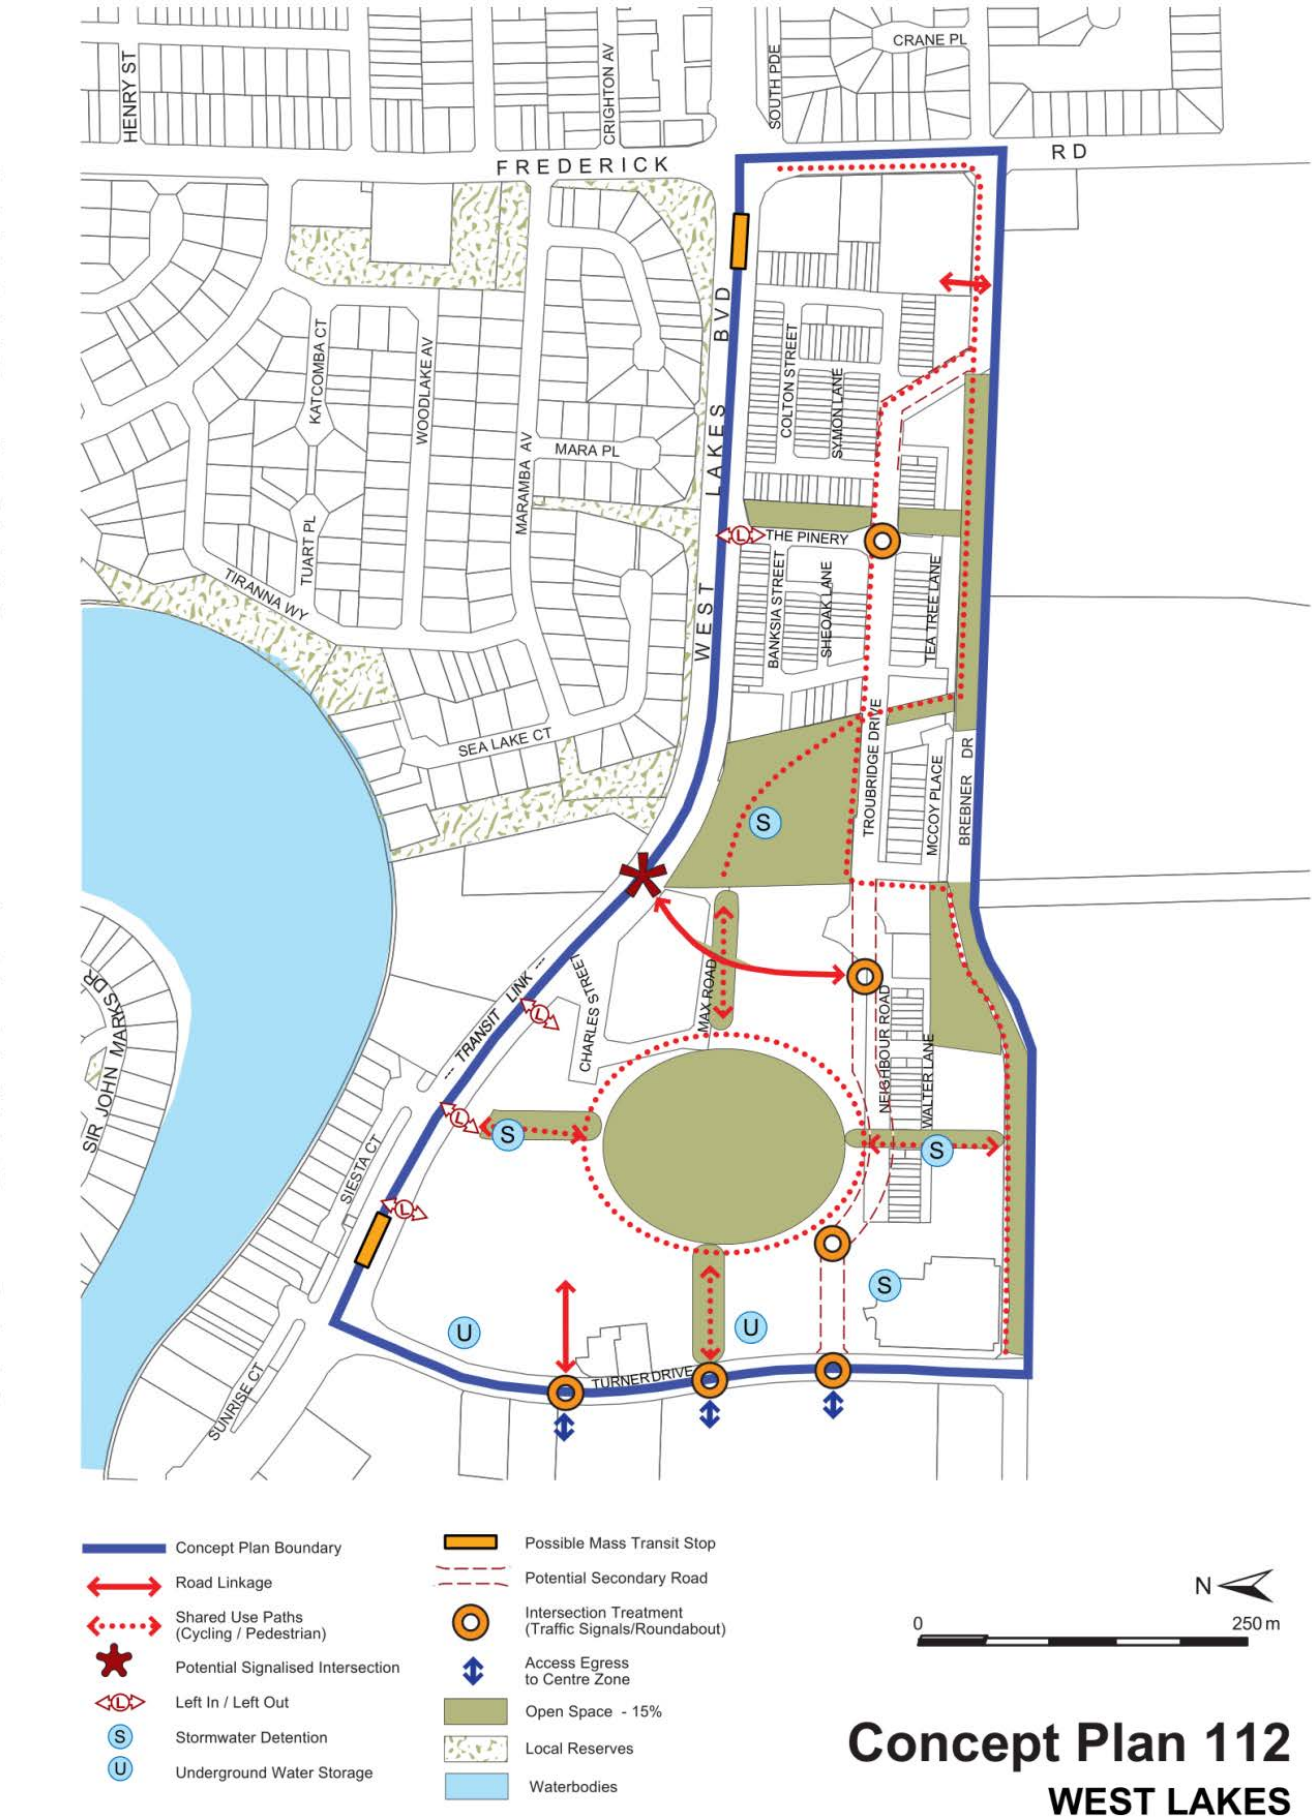 CRANE PL
HENRY ST
CRIGHTON AV
SOUTH PDE
FREDERICK
RD
WEST LAKES BVD
KATCOMBA CT
WOODLAKE AV
COLTON STREET
SYMON LANE
MARAMBA AV
MARA PL
TUART PL
TIRANNA WY
L
THE PINERY
BANKSIA STREET
SHEOAK LANE
TEA TREE LANE
SEA LAKE CT
TROUBRIDGE DRIVE
MCCOY PLACE
BREBNER DR
S
--- TRANSIT LINK ---
CHARLES STREET
MAX ROAD
NEIGHBOUR ROAD
WALTER LANE
SIR JOHN MARKS DR
L
L
S
S
SIESTA CT
L
S
U
U
TURNER DRIVE
SUNRISE CT
Concept Plan Boundary
Road Linkage
Shared Use Paths
(Cycling / Pedestrian)
Potential Signalised Intersection
L Left In / Left Out
S Stormwater Detention
U Underground Water Storage
Possible Mass Transit Stop
Potential Secondary Road
Intersection Treatment
(Traffic Signals/Roundabout)
Access Egress
to Centre Zone
Open Space - 15%
Local Reserves
Waterbodies
N
0 250 m
Concept Plan 112
WEST LAKES